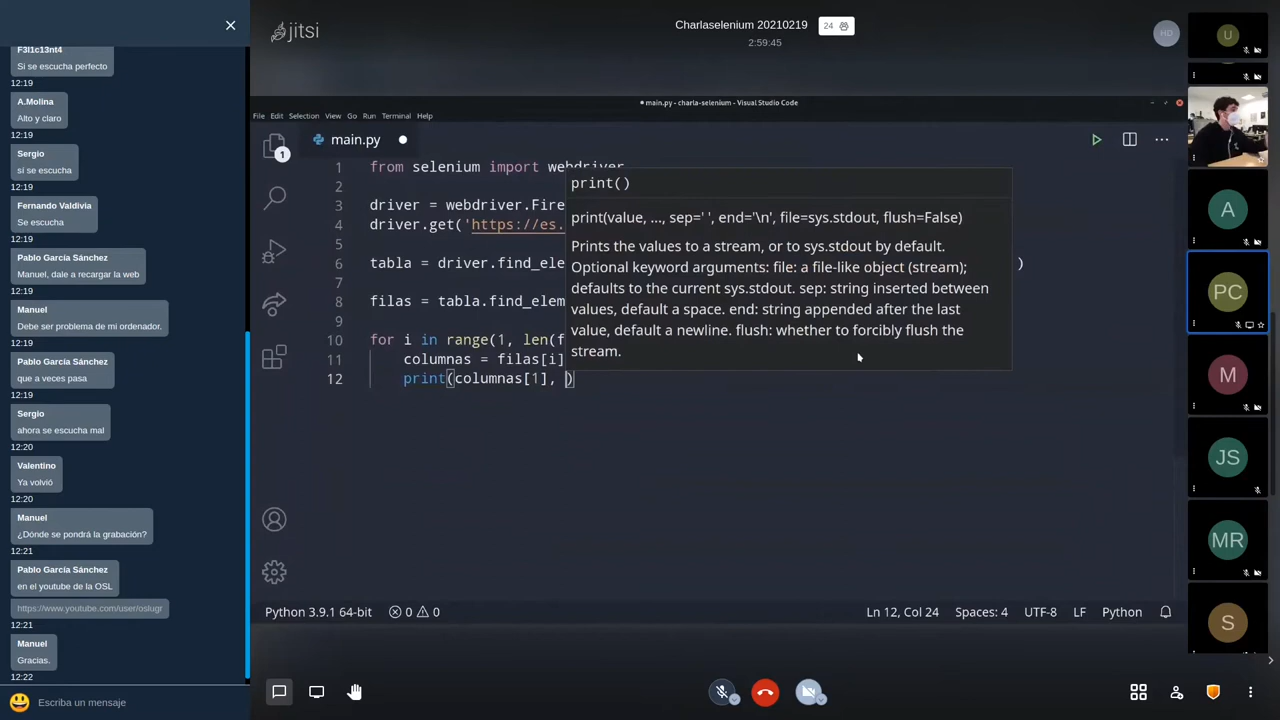 F3l1c13nt4
Si se escucha perfecto
12:19
A.Molina
Alto y claro
12:19
Sergio
sí se escucha
12:19
Fernando Valdivia
Se escucha
12:19
Pablo García Sánchez
Manuel, dale a recargar la web
12:19
Manuel
Debe ser problema de mi ordenador.
12:19
Pablo García Sánchez
que a veces pasa
12:19
Sergio
ahora se escucha mal
12:20
Valentino
Ya volvió
12:20
Manuel
¿Dónde se pondrá la grabación?
12:21
Pablo García Sánchez
en el youtube de la OSL
https://www.youtube.com/user/oslugr
12:21
Manuel
Gracias.
12:22
Escriba un mensaje
jitsi
Charlaselenium 20210219
24
2:59:45
HD
main.py - charla-selenium - Visual Studio Code
File Edit Selection View Go Run Terminal Help
1
main.py
1 from selenium import webdriver
2
3 driver = webdriver.Fire
4 driver.get('https://es.
5
6 tabla = driver.find_ele )
7
8 filas = tabla.find_elem
9
10 for i in range(1, len(f
11 columnas = filas[i]
12 print(columnas[1], )
print()
print(value, ..., sep=' ', end='\n', file=sys.stdout, flush=False)
Prints the values to a stream, or to sys.stdout by default.
Optional keyword arguments: file: a file-like object (stream);
defaults to the current sys.stdout. sep: string inserted between
values, default a space. end: string appended after the last
value, default a newline. flush: whether to forcibly flush the
stream.
Python 3.9.1 64-bit 0 0 Ln 12, Col 24 Spaces: 4 UTF-8 LF Python
U
A
PC
M
JS
MR
S